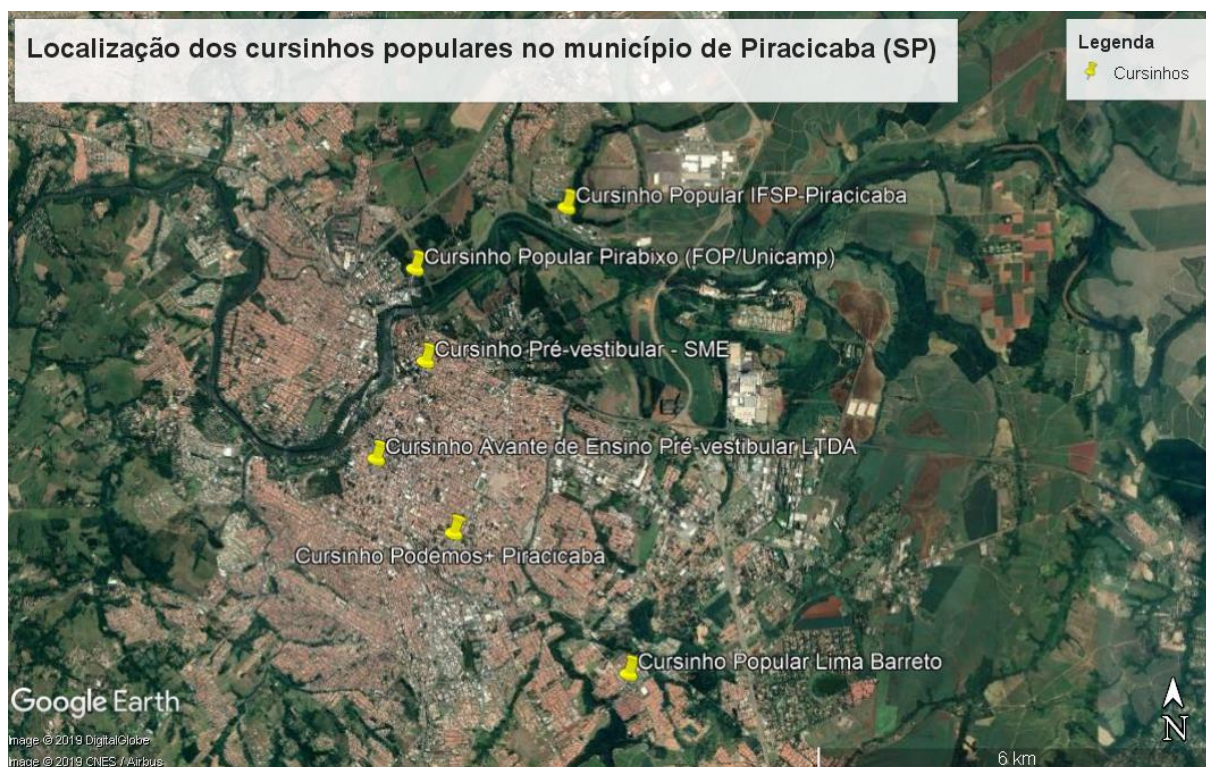 Localização dos cursinhos populares no município de Piracicaba (SP)
Legenda
Cursinhos
Cursinho Popular IFSP-Piracicaba
Cursinho Popular Pirabixo (FOP/Unicamp)
Cursinho Pré-vestibular - SME
Cursinho Avante de Ensino Pré-vestibular LTDA
Cursinho Podemos+ Piracicaba
Cursinho Popular Lima Barreto
Google Earth
N
Image © 2019 DigitalGlobe
Image © 2019 CNES / Airbus
6 km